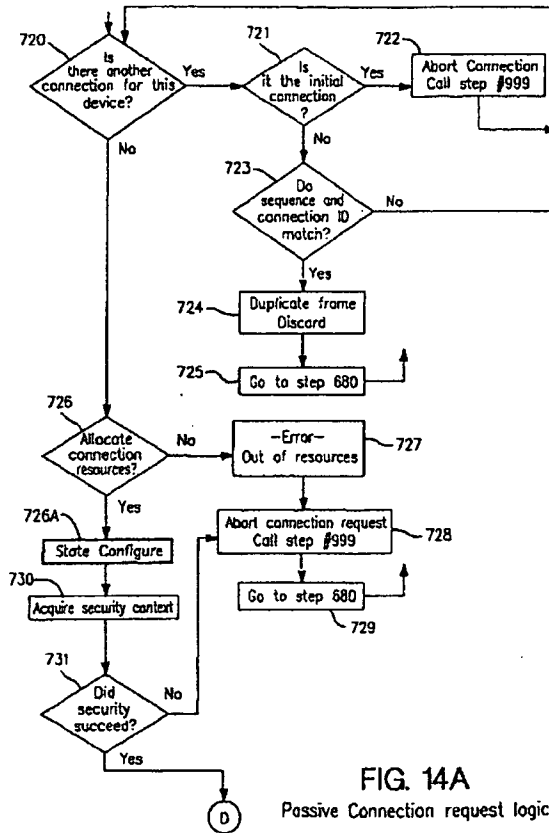 720
Is
there another
connection for this
device?
Yes
No
721
Is
it the initial
connection
?
Yes
No
722
Abort Connection
Call step #999
723
Do
sequence and
connection ID
match?
No
Yes
724
Duplicate frame
Discard
725
Go to step 680
726
Allocate
connection
resources?
No
Yes
-Error-
Out of resources
727
726A
State Configure
Abort connection request
Call step #999
728
730
Acquire security context
Go to step 680
729
731
Did
security
succeed?
No
Yes
D
FIG. 14A
Passive Connection request logic